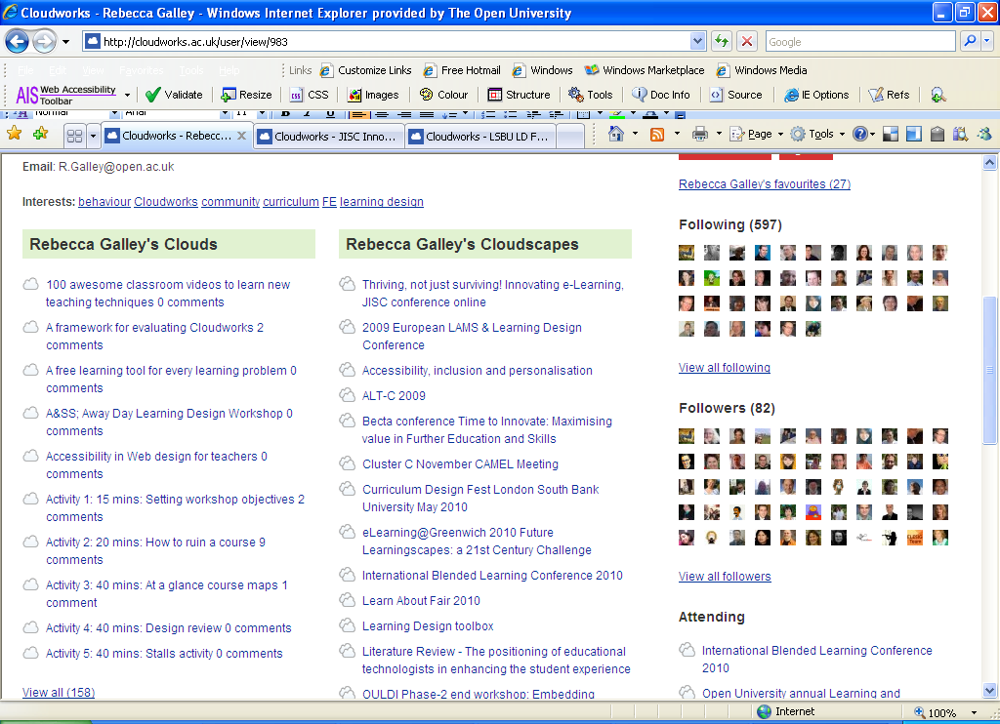 Cloudworks - Rebecca Galley - Windows Internet Explorer provided by The Open University
http://cloudworks.ac.uk/user/view/983
Google
File Edit View Favorites Tools Help
Links Customize Links Free Hotmail Windows Windows Marketplace Windows Media
AIS Web Accessibility Toolbar Validate Resize CSS Images Colour Structure Tools Doc Info Source IE Options Refs
Normal Arial 11 B I U
Cloudworks - Rebecc... Cloudworks - JISC Inno... Cloudworks - LSBU LD F... Page Tools
Email: R.Galley@open.ac.uk
Interests: behaviour Cloudworks community curriculum FE learning design
Rebecca Galley's Clouds
100 awesome classroom videos to learn new
teaching techniques 0 comments
A framework for evaluating Cloudworks 2
comments
A free learning tool for every learning problem 0
comments
A&SS; Away Day Learning Design Workshop 0
comments
Accessibility in Web design for teachers 0
comments
Activity 1: 15 mins: Setting workshop objectives 2
comments
Activity 2: 20 mins: How to ruin a course 9
comments
Activity 3: 40 mins: At a glance course maps 1
comment
Activity 4: 40 mins: Design review 0 comments
Activity 5: 40 mins: Stalls activity 0 comments
View all (158)
Rebecca Galley's Cloudscapes
Thriving, not just surviving! Innovating e-Learning,
JISC conference online
2009 European LAMS & Learning Design
Conference
Accessibility, inclusion and personalisation
ALT-C 2009
Becta conference Time to Innovate: Maximising
value in Further Education and Skills
Cluster C November CAMEL Meeting
Curriculum Design Fest London South Bank
University May 2010
eLearning@Greenwich 2010 Future
Learningscapes: a 21st Century Challenge
International Blended Learning Conference 2010
Learn About Fair 2010
Learning Design toolbox
Literature Review - The positioning of educational
technologists in enhancing the student experience
OULDI Phase-2 end workshop: Embedding
Rebecca Galley's favourites (27)
Following (597)
View all following
Followers (82)
View all followers
Attending
International Blended Learning Conference
2010
Open University annual Learning and
Internet
100%